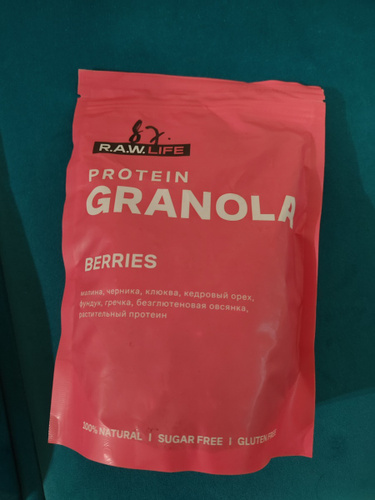 R.A.W. LIFE
PROTEIN
GRANOLA
BERRIES
малина, черника, клюква, кедровый орех,
фундук, гречка, безглютеновая овсянка,
растительный протеин
100% NATURAL | SUGAR FREE | GLUTEN FREE